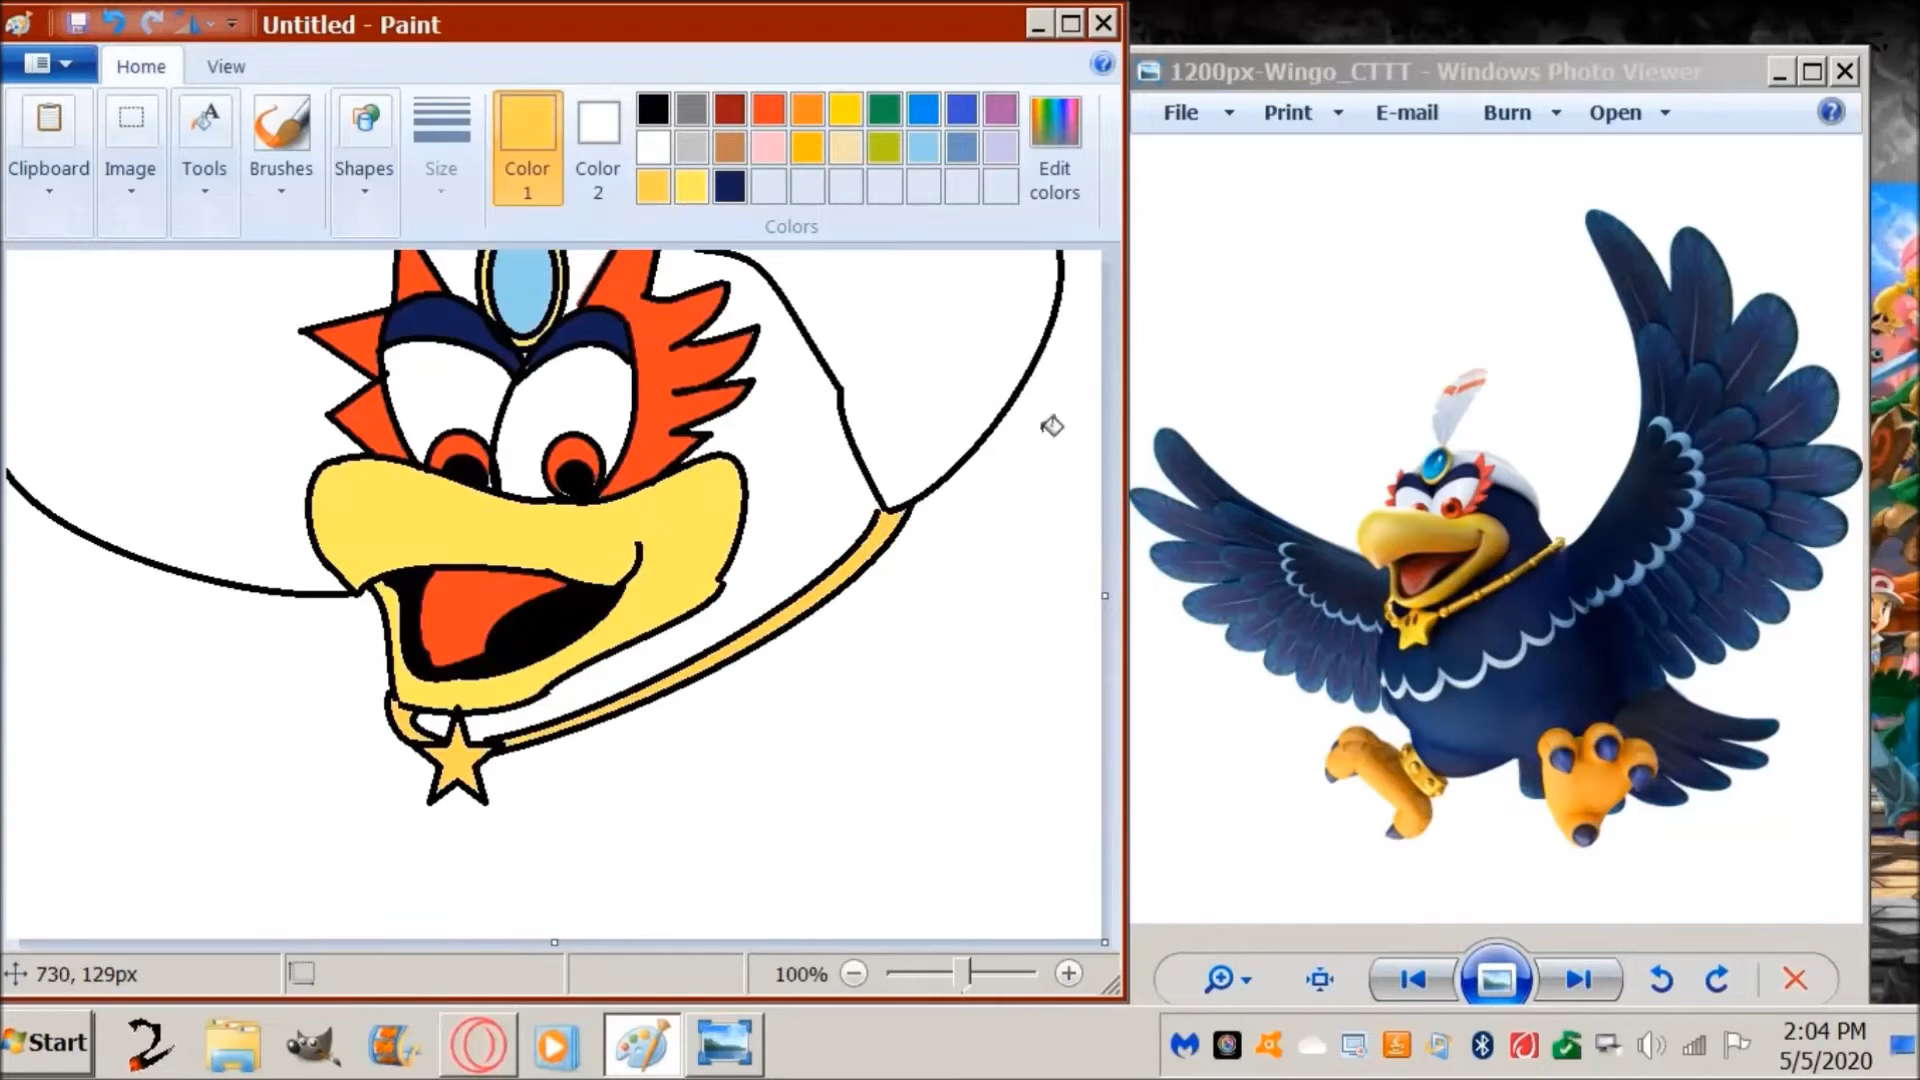 Untitled - Paint
Home
View
Clipboard
Image
Tools
Brushes
Shapes
Size
Color
1
Color
2
Edit
colors
Colors
730, 129px
100%
1200px-Wingo_CTTT - Windows Photo Viewer
File
Print
E-mail
Burn
Open
Start
2:04 PM
5/5/2020